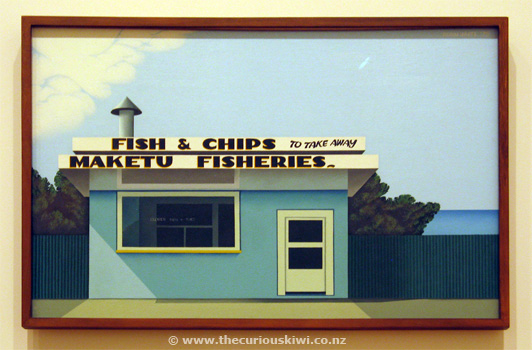 FISH & CHIPS TO TAKE AWAY
MAKETU FISHERIES
© www.thecuriouskiwi.co.nz